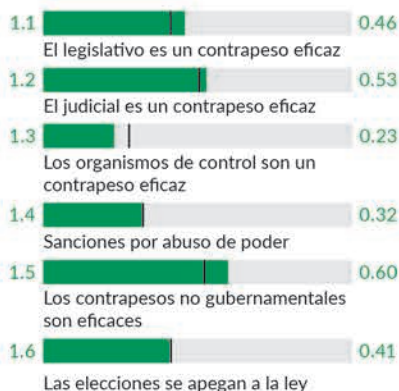 1.1 0.46
El legislativo es un contrapeso eficaz
1.2 0.53
El judicial es un contrapeso eficaz
1.3 0.23
Los organismos de control son un
contrapeso eficaz
1.4 0.32
Sanciones por abuso de poder
1.5 0.60
Los contrapesos no gubernamentales
son eficaces
1.6 0.41
Las elecciones se apegan a la ley